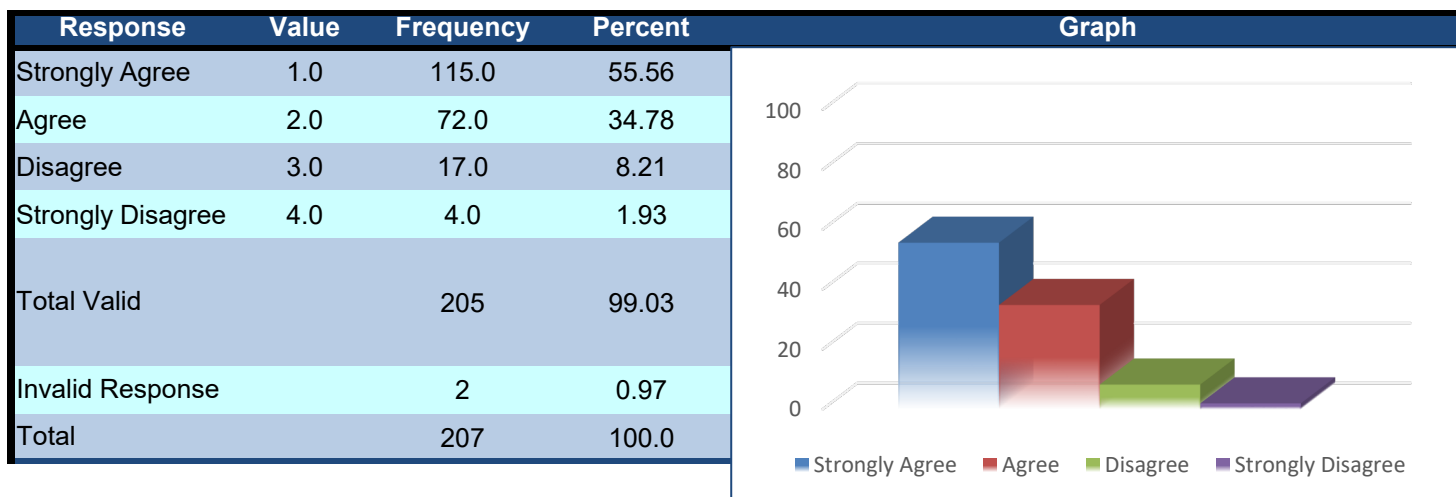 Response Value Frequency Percent Graph
Strongly Agree 1.0 115.0 55.56
Agree 2.0 72.0 34.78
Disagree 3.0 17.0 8.21
Strongly Disagree 4.0 4.0 1.93
Total Valid 205 99.03
Invalid Response 2 0.97
Total 207 100.0
100
80
60
40
20
0
Strongly Agree Agree Disagree Strongly Disagree